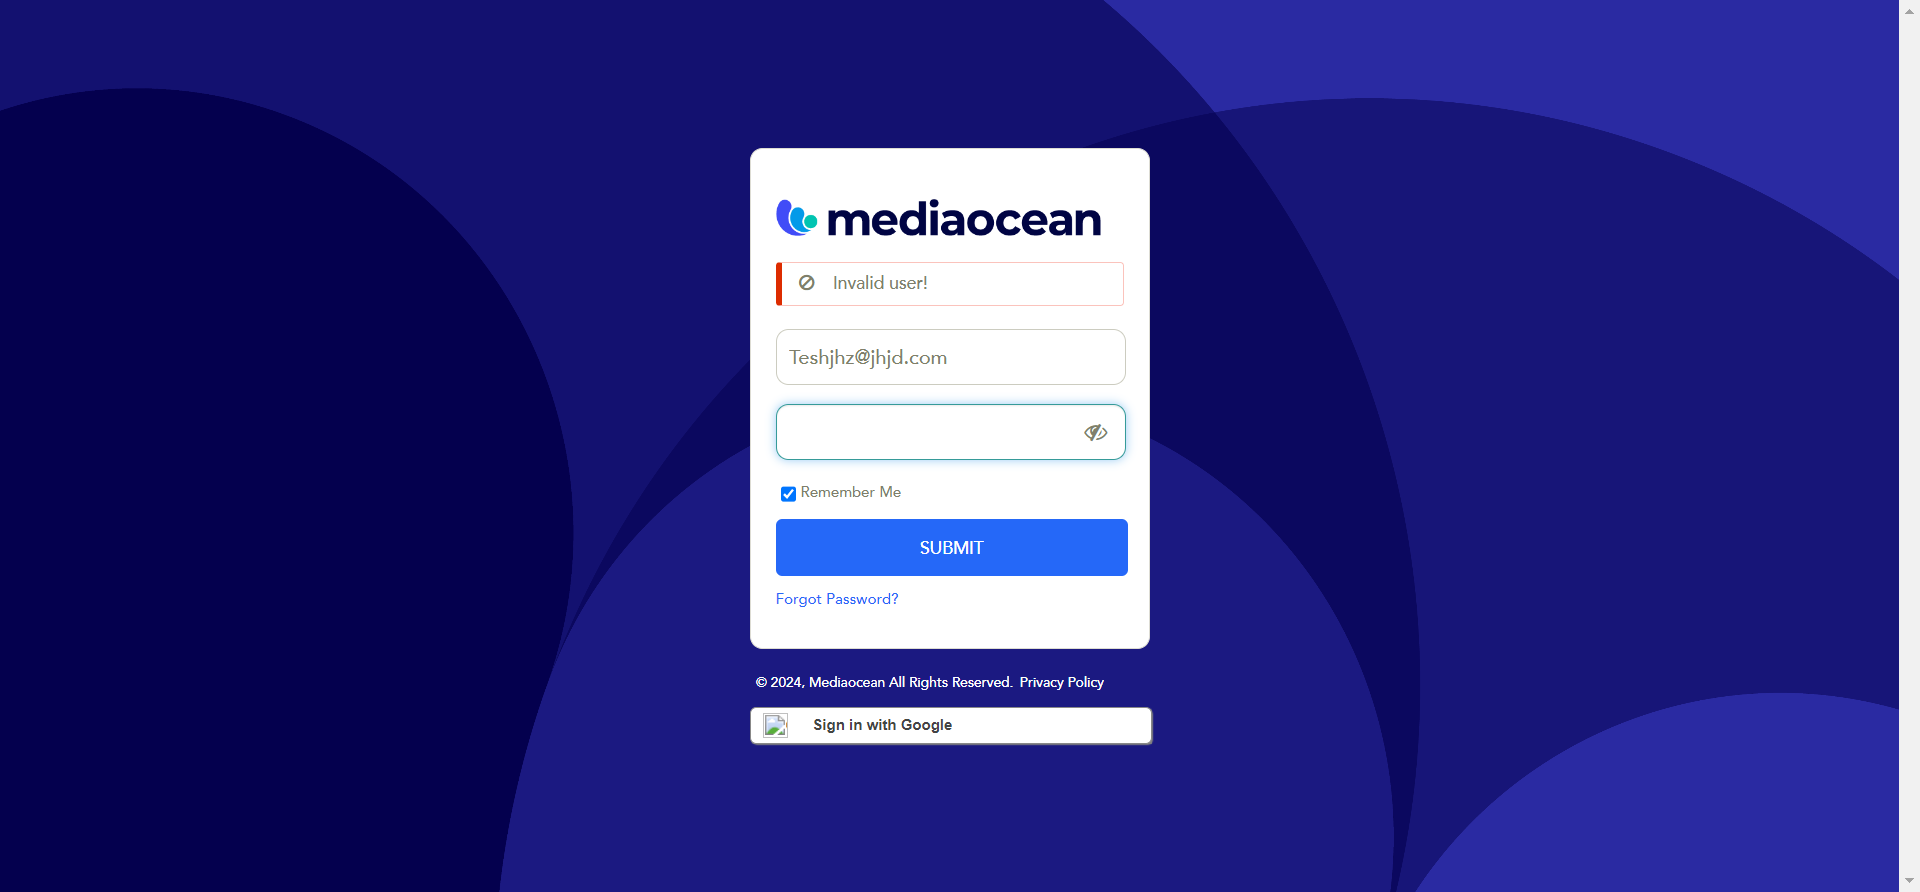 mediaocean
Invalid user!
Teshjhz@jhjd.com
Remember Me
SUBMIT
Forgot Password?
© 2024, Mediaocean All Rights Reserved. Privacy Policy
Sign in with Google